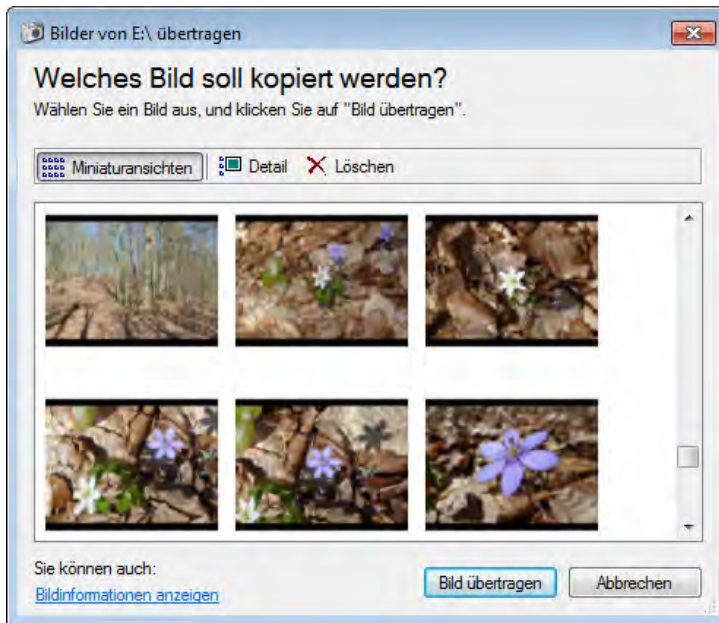 Bilder von E:\ übertragen
Welches Bild soll kopiert werden?
Wählen Sie ein Bild aus, und klicken Sie auf "Bild übertragen".
Miniaturansichten Detail Löschen
Sie können auch:
Bildinformationen anzeigen
Bild übertragen Abbrechen